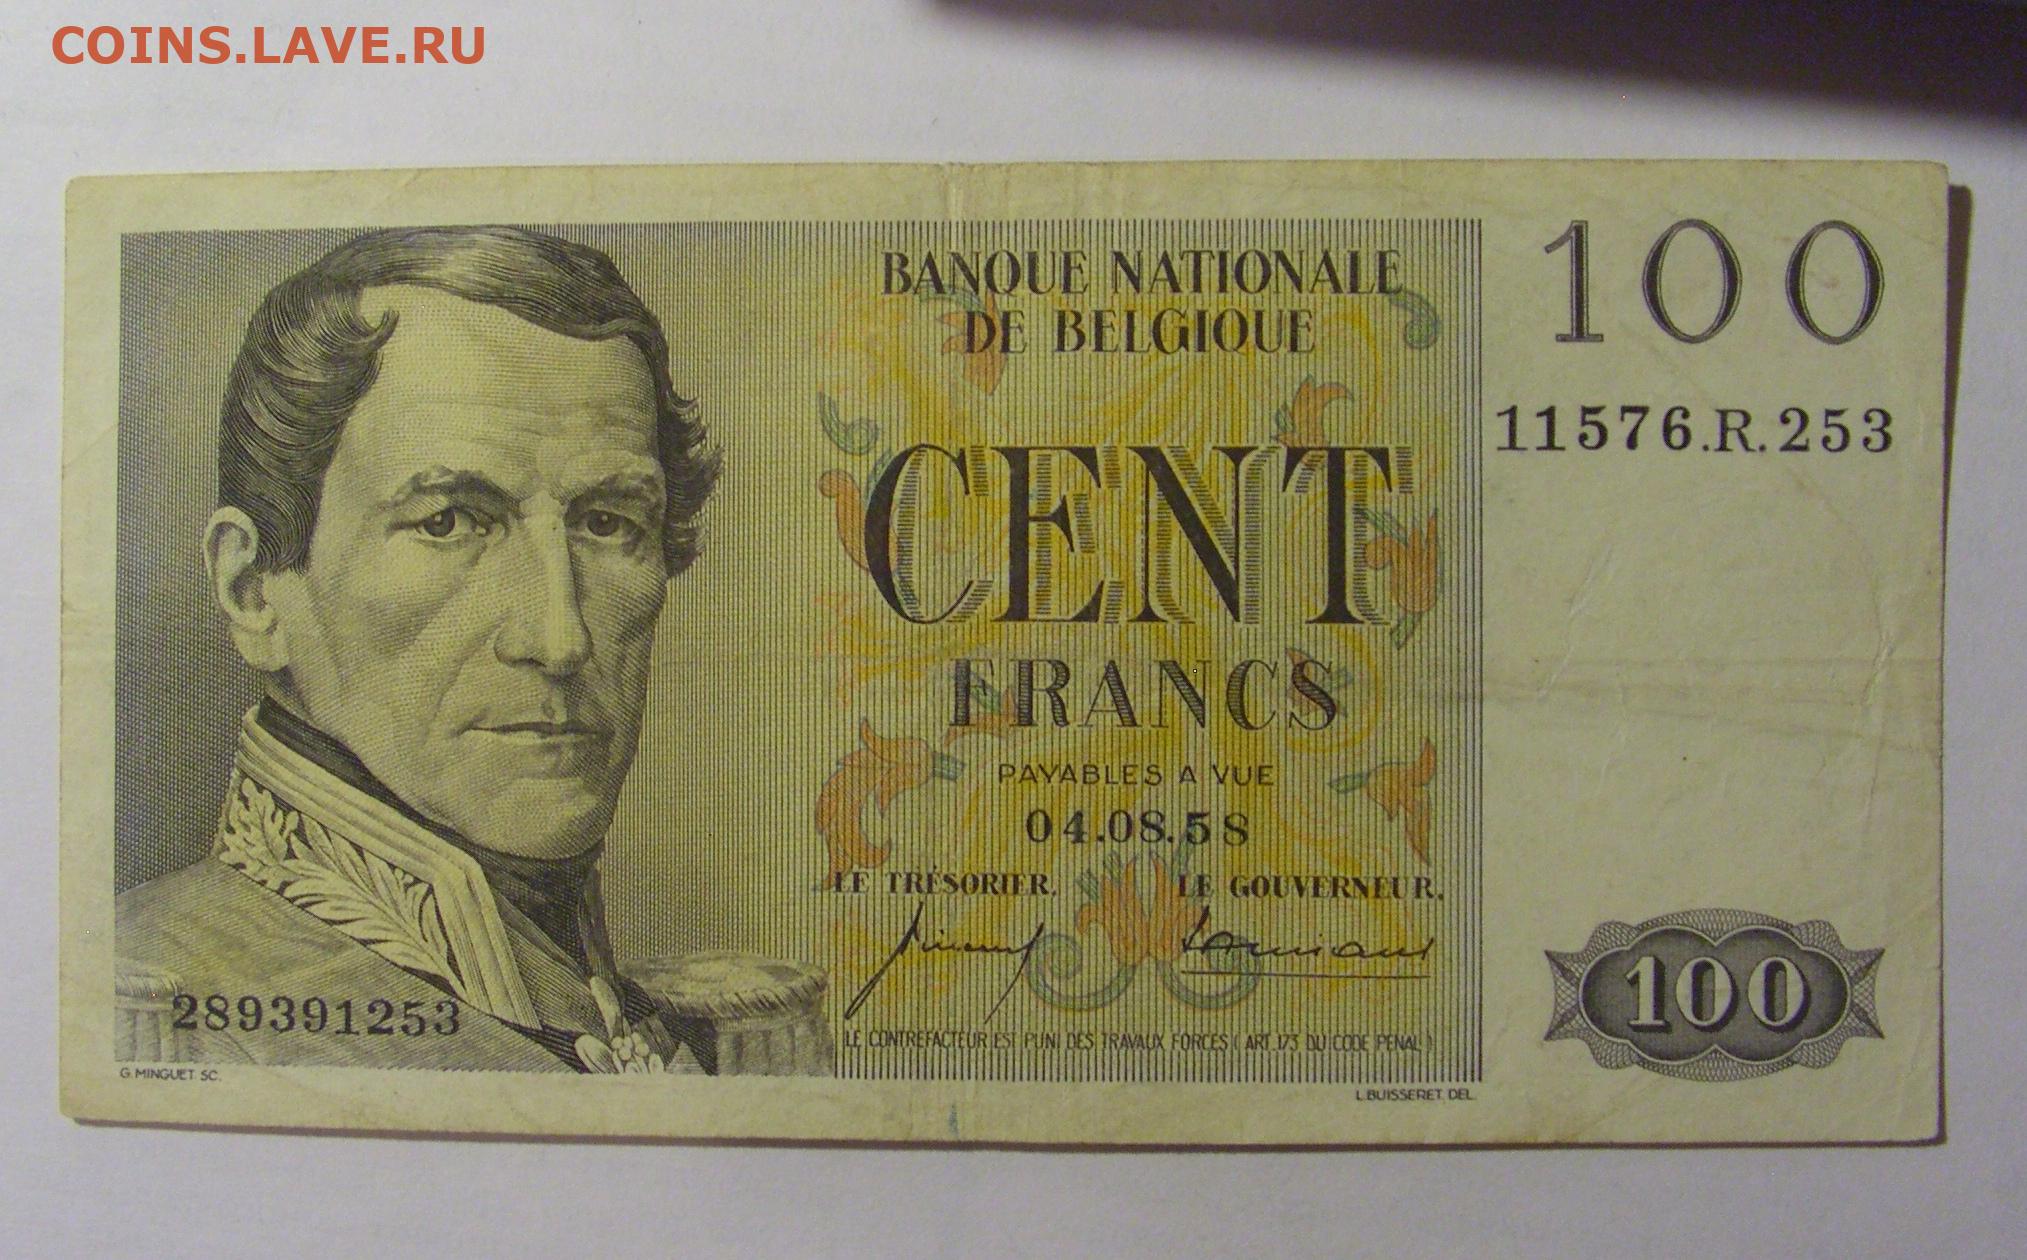 COINS.LAVE.RU
BANQUE NATIONALE
DE BELGIQUE
100
11576.R.253
CENT
FRANCS
PAYABLES A VUE
04.08.58
LE TRÉSORIER. LE GOUVERNEUR.
289391253
100
LE CONTREFACTEUR EST PUNI DES TRAVAUX FORCÉS (ART. 173 DU CODE PÉNAL)
G. MINGUET SC.
L. BUISSERET. DEL.